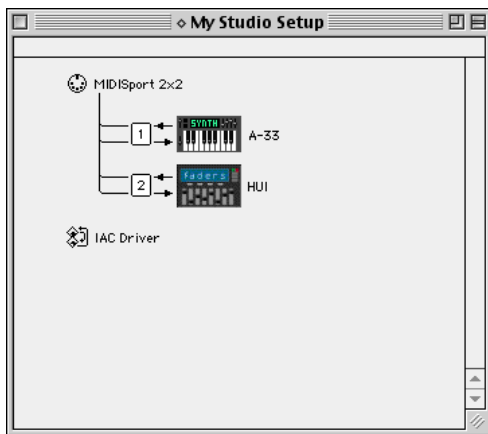 My Studio Setup
MIDISport 2x2
1
SYNTH
A-33
2
Faders
HUI
IAC Driver